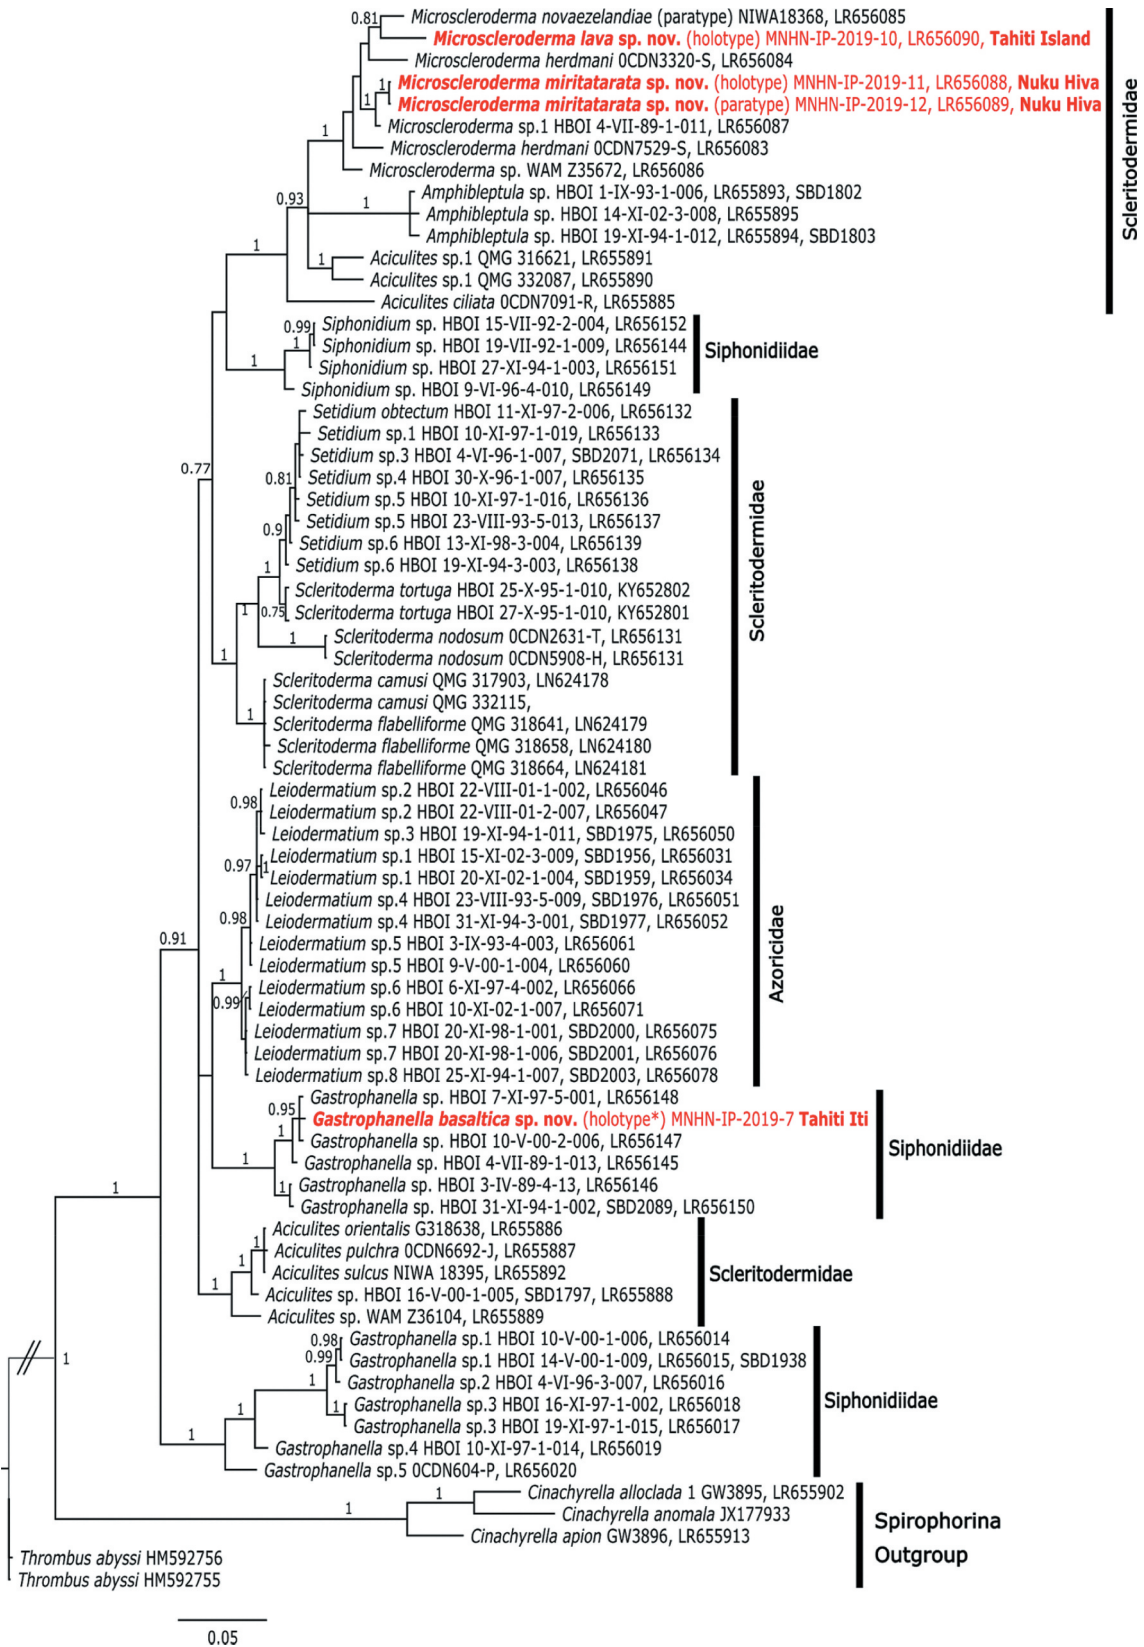 0.81
Microscleroderma novaezelandiae (paratype) NIWA18368, LR656085
Microscleroderma lava sp. nov. (holotype) MNHN-IP-2019-10, LR656090, Tahiti Island
Microscleroderma herdmani 0CDN3320-S, LR656084
1
Microscleroderma miritatarata sp. nov. (holotype) MNHN-IP-2019-11, LR656088, Nuku Hiva
1
Microscleroderma miritatarata sp. nov. (paratype) MNHN-IP-2019-12, LR656089, Nuku Hiva
Scleritodermidae
1
Microscleroderma sp.1 HBOI 4-VII-89-1-011, LR656087
Microscleroderma herdmani 0CDN7529-S, LR656083
Microscleroderma sp. WAM Z35672, LR656086
0.93
1
Amphibleptula sp. HBOI 1-IX-93-1-006, LR655893, SBD1802
Amphibleptula sp. HBOI 14-XI-02-3-008, LR655895
Amphibleptula sp. HBOI 19-XI-94-1-012, LR655894, SBD1803
1
1
Aciculites sp.1 QMG 316621, LR655891
Aciculites sp.1 QMG 332087, LR655890
Aciculites ciliata 0CDN7091-R, LR655885
0.99
Siphonidium sp. HBOI 15-VII-92-2-004, LR656152
1
Siphonidium sp. HBOI 19-VII-92-1-009, LR656144
Siphonidiidae
1
Siphonidium sp. HBOI 27-XI-94-1-003, LR656151
Siphonidium sp. HBOI 9-VI-96-4-010, LR656149
Setidium obtectum HBOI 11-XI-97-2-006, LR656132
Setidium sp.1 HBOI 10-XI-97-1-019, LR656133
Setidium sp.3 HBOI 4-VI-96-1-007, SBD2071, LR656134
0.77
0.81
Setidium sp.4 HBOI 30-X-96-1-007, LR656135
Setidium sp.5 HBOI 10-XI-97-1-016, LR656136
Setidium sp.5 HBOI 23-VIII-93-5-013, LR656137
0.9
Setidium sp.6 HBOI 13-XI-98-3-004, LR656139
Setidium sp.6 HBOI 19-XI-94-3-003, LR656138
Scleritodermidae
1
Scleritoderma tortuga HBOI 25-X-95-1-010, KY652802
1
0.75
Scleritoderma tortuga HBOI 27-X-95-1-010, KY652801
1
Scleritoderma nodosum 0CDN2631-T, LR656131
1
Scleritoderma nodosum 0CDN5908-H, LR656131
Scleritoderma camusi QMG 317903, LN624178
Scleritoderma camusi QMG 332115,
1
Scleritoderma flabelliforme QMG 318641, LN624179
Scleritoderma flabelliforme QMG 318658, LN624180
Scleritoderma flabelliforme QMG 318664, LN624181
0.98
Leiodermatium sp.2 HBOI 22-VIII-01-1-002, LR656046
Leiodermatium sp.2 HBOI 22-VIII-01-2-007, LR656047
Leiodermatium sp.3 HBOI 19-XI-94-1-011, SBD1975, LR656050
0.97
1
Leiodermatium sp.1 HBOI 15-XI-02-3-009, SBD1956, LR656031
Leiodermatium sp.1 HBOI 20-XI-02-1-004, SBD1959, LR656034
Leiodermatium sp.4 HBOI 23-VIII-93-5-009, SBD1976, LR656051
0.98
Leiodermatium sp.4 HBOI 31-XI-94-3-001, SBD1977, LR656052
0.91
Leiodermatium sp.5 HBOI 3-IX-93-4-003, LR656061
Azoricidae
Leiodermatium sp.5 HBOI 9-V-00-1-004, LR656060
1
Leiodermatium sp.6 HBOI 6-XI-97-4-002, LR656066
0.99
Leiodermatium sp.6 HBOI 10-XI-02-1-007, LR656071
Leiodermatium sp.7 HBOI 20-XI-98-1-001, SBD2000, LR656075
Leiodermatium sp.7 HBOI 20-XI-98-1-006, SBD2001, LR656076
Leiodermatium sp.8 HBOI 25-XI-94-1-007, SBD2003, LR656078
Gastrophanella sp. HBOI 7-XI-97-5-001, LR656148
0.95
Gastrophanella basaltica sp. nov. (holotype*) MNHN-IP-2019-7 Tahiti Iti
1
Gastrophanella sp. HBOI 10-V-00-2-006, LR656147
Siphonidiidae
1
Gastrophanella sp. HBOI 4-VII-89-1-013, LR656145
1
Gastrophanella sp. HBOI 3-IV-89-4-13, LR656146
1
Gastrophanella sp. HBOI 31-XI-94-1-002, SBD2089, LR656150
Aciculites orientalis G318638, LR655886
1
Aciculites pulchra 0CDN6692-J, LR655887
1
Aciculites sulcus NIWA 18395, LR655892
Scleritodermidae
1
Aciculites sp. HBOI 16-V-00-1-005, SBD1797, LR655888
Aciculites sp. WAM Z36104, LR655889
0.98
Gastrophanella sp.1 HBOI 10-V-00-1-006, LR656014
1
0.99
Gastrophanella sp.1 HBOI 14-V-00-1-009, LR656015, SBD1938
1
Gastrophanella sp.2 HBOI 4-VI-96-3-007, LR656016
Siphonidiidae
1
1
Gastrophanella sp.3 HBOI 16-XI-97-1-002, LR656018
Gastrophanella sp.3 HBOI 19-XI-97-1-015, LR656017
1
Gastrophanella sp.4 HBOI 10-XI-97-1-014, LR656019
Gastrophanella sp.5 0CDN604-P, LR656020
1
1
Cinachyrella alloclada 1 GW3895, LR655902
Cinachyrella anomala JX177933
Cinachyrella apion GW3896, LR655913
Spirophorina
Outgroup
Thrombus abyssi HM592756
Thrombus abyssi HM592755
0.05